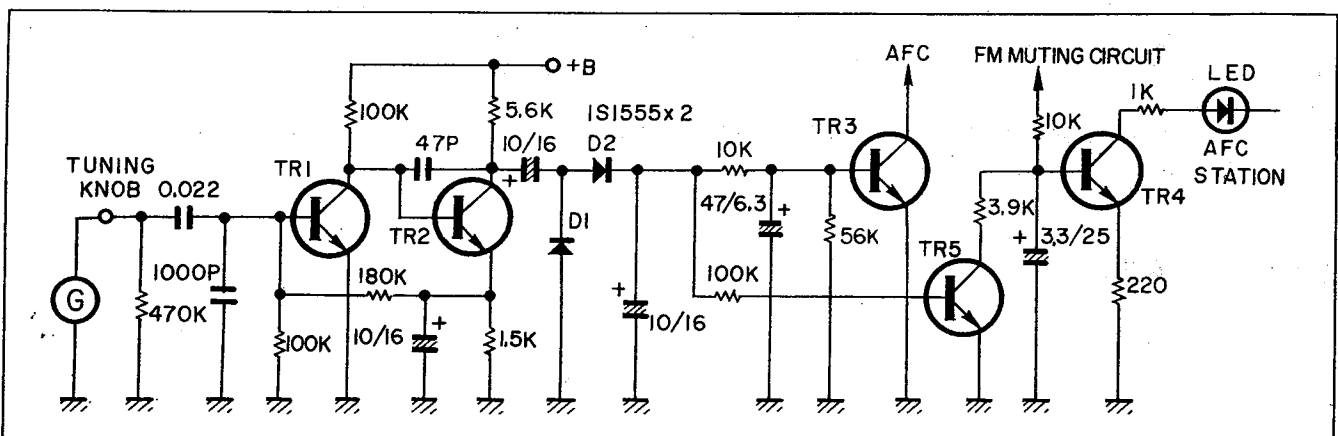 AFC
FM MUTING CIRCUIT
LED
+B
100K
5.6K
1S1555x2
1K
TR3
10K
TUNING
KNOB
0.022
TR1
47P
10/16
+
D2
10K
AFC
STATION
TR4
TR2
D1
47/6.3
+
3.9K
+
3.3/25
TR5
56K
G
1000P
470K
180K
+
100K
10/16
1.5K
+
10/16
100K
220